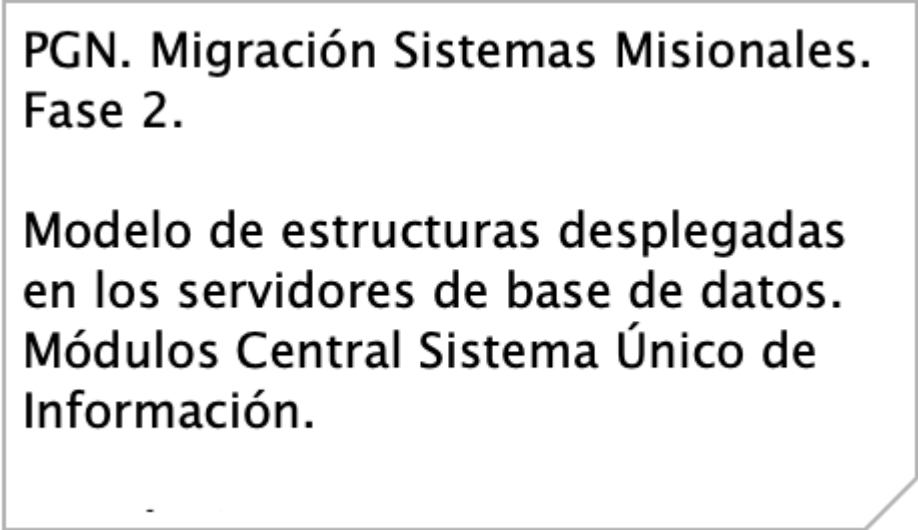 PGN. Migración Sistemas Misionales.
Fase 2.
Modelo de estructuras desplegadas
en los servidores de base de datos.
Módulos Central Sistema Único de
Información.